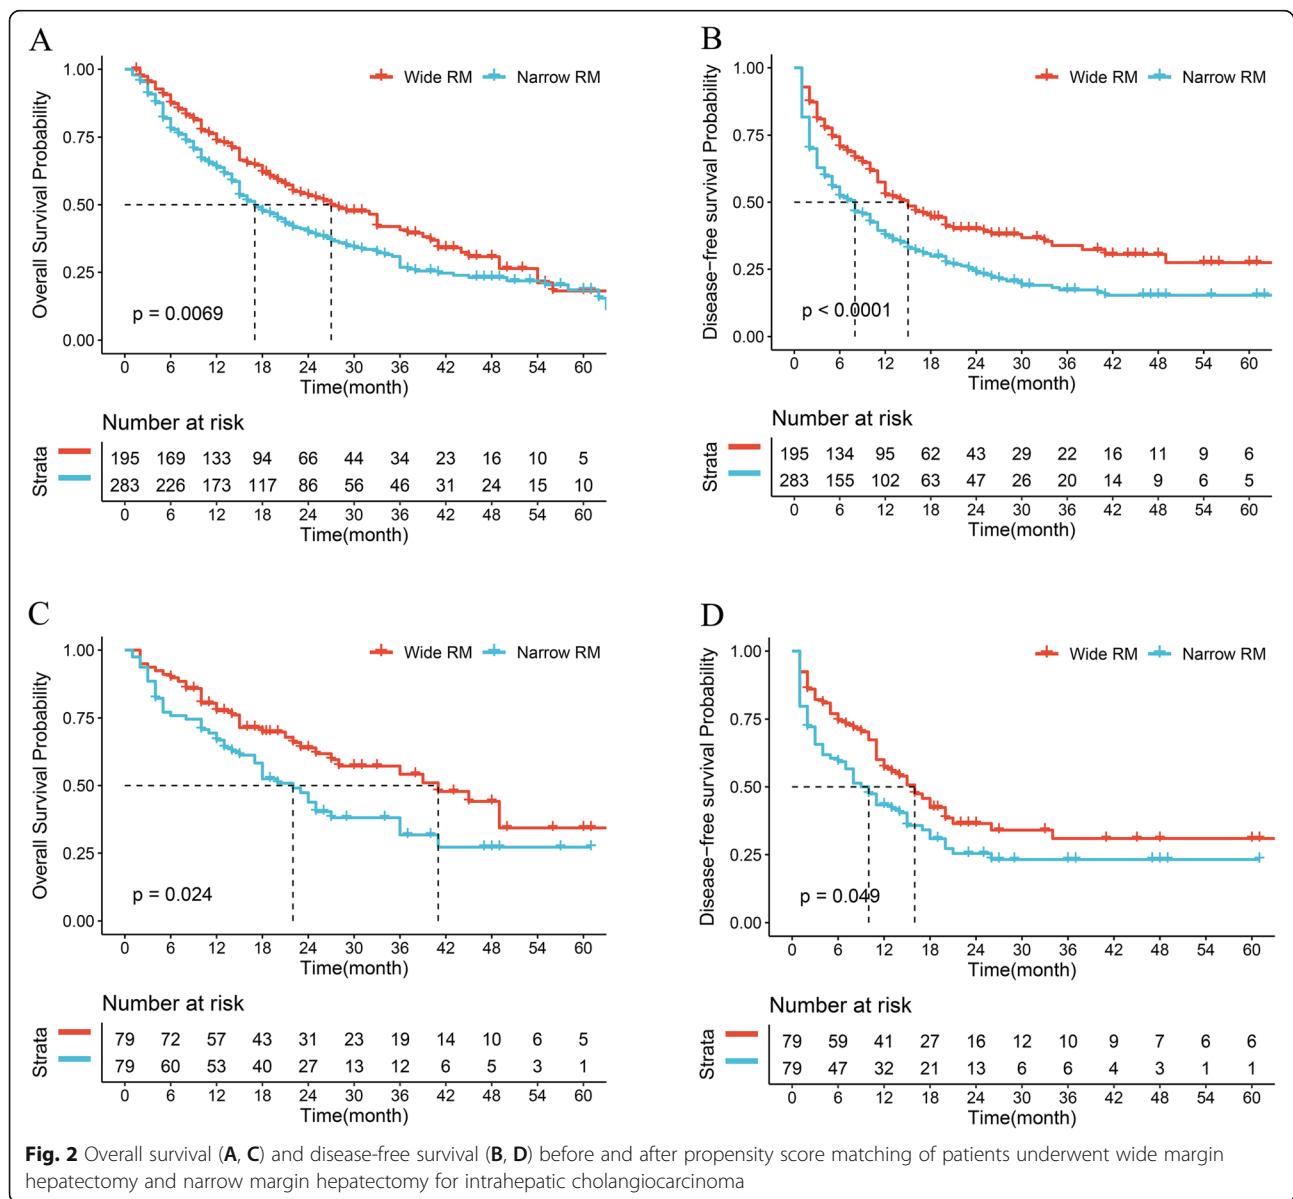 A
Overall Survival Probability
1.00
0.75
0.50
0.25
0.00
Wide RM Narrow RM
p = 0.0069
0 6 12 18 24 30 36 42 48 54 60
Time(month)
Number at risk
Strata
195 169 133 94 66 44 34 23 16 10 5
283 226 173 117 86 56 46 31 24 15 10
0 6 12 18 24 30 36 42 48 54 60
Time(month)
B
Disease-free survival Probability
1.00
0.75
0.50
0.25
0.00
Wide RM Narrow RM
p < 0.0001
0 6 12 18 24 30 36 42 48 54 60
Time(month)
Number at risk
Strata
195 134 95 62 43 29 22 16 11 9 6
283 155 102 63 47 26 20 14 9 6 5
0 6 12 18 24 30 36 42 48 54 60
Time(month)
C
Overall Survival Probability
1.00
0.75
0.50
0.25
0.00
Wide RM Narrow RM
p = 0.024
0 6 12 18 24 30 36 42 48 54 60
Time(month)
Number at risk
Strata
79 72 57 43 31 23 19 14 10 6 5
79 60 53 40 27 13 12 6 5 3 1
0 6 12 18 24 30 36 42 48 54 60
Time(month)
D
Disease-free survival Probability
1.00
0.75
0.50
0.25
0.00
Wide RM Narrow RM
p = 0.049
0 6 12 18 24 30 36 42 48 54 60
Time(month)
Number at risk
Strata
79 59 41 27 16 12 10 9 7 6 6
79 47 32 21 13 6 6 4 3 1 1
0 6 12 18 24 30 36 42 48 54 60
Time(month)
Fig. 2 Overall survival (A, C) and disease-free survival (B, D) before and after propensity score matching of patients underwent wide margin
hepatectomy and narrow margin hepatectomy for intrahepatic cholangiocarcinoma